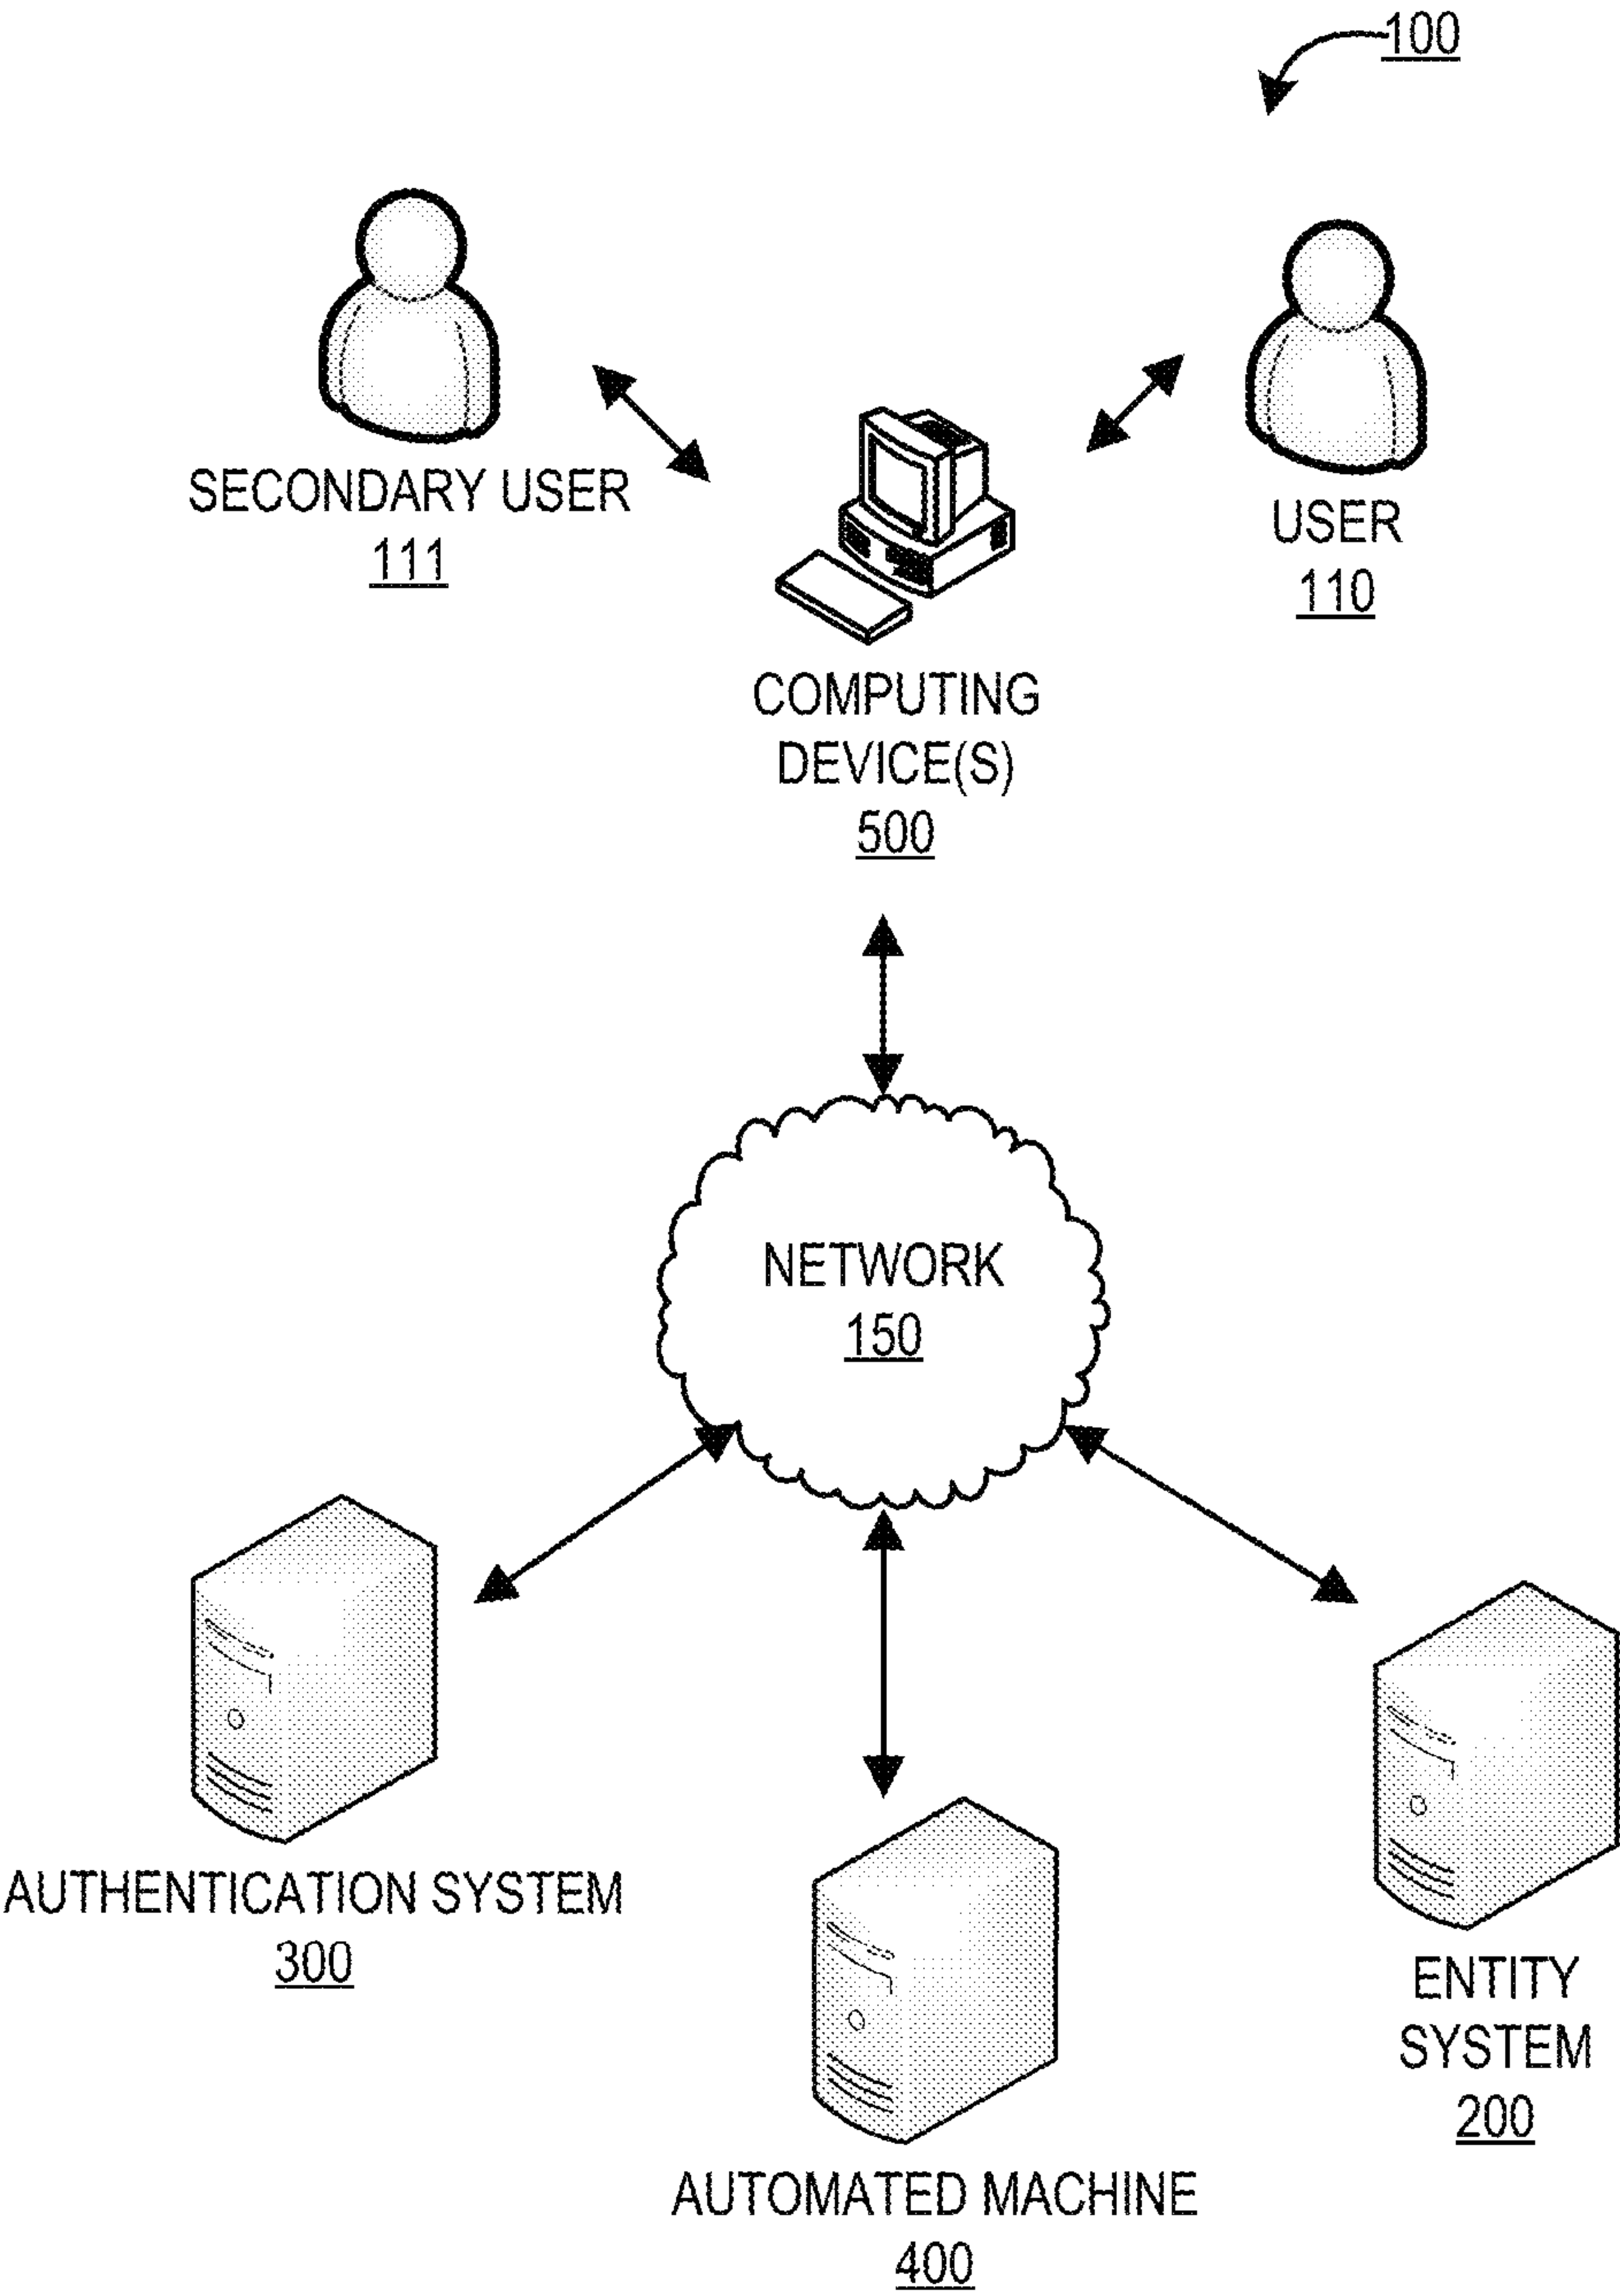 100
SECONDARY USER
111
USER
110
COMPUTING
DEVICE(S)
500
NETWORK
150
AUTHENTICATION SYSTEM
300
ENTITY
SYSTEM
200
AUTOMATED MACHINE
400